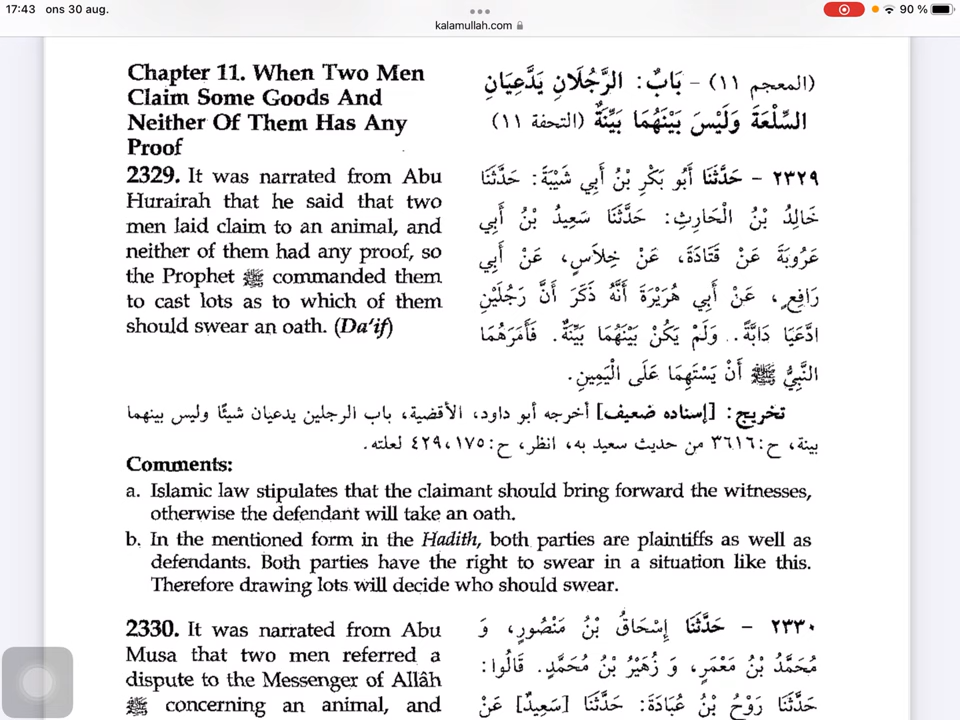 17:43 ons 30 aug.
90 %
kalamullah.com
Chapter 11. When Two Men
Claim Some Goods And
Neither Of Them Has Any
Proof
(المعجم ١١) - بَابٌ: الرَّجُلَانِ يَدَّعِيَانِ
السِّلْعَةَ وَلَيْسَ بَيْنَهُمَا بَيِّنَةٌ (التحفة ١١)
2329. It was narrated from Abu
Hurairah that he said that two
men laid claim to an animal, and
neither of them had any proof, so
the Prophet ﷺ commanded them
to cast lots as to which of them
should swear an oath. (Da'if)
٢٣٢٩ - حَدَّثَنَا أَبُو بَكْرِ بْنُ أَبِي شَيْبَةَ: حَدَّثَنَا
خَالِدُ بْنُ الْحَارِثِ: حَدَّثَنَا سَعِيدُ بْنُ أَبِي
عَرُوبَةَ عَنْ قَتَادَةَ، عَنْ خِلَاسٍ، عَنْ أَبِي
رَافِعٍ، عَنْ أَبِي هُرَيْرَةَ أَنَّهُ ذَكَرَ أَنَّ رَجُلَيْنِ
ادَّعَيَا دَابَّةً. وَلَمْ يَكُنْ بَيْنَهُمَا بَيِّنَةٌ. فَأَمَرَهُمَا
النَّبِيُّ ﷺ أَنْ يَسْتَهِمَا عَلَى الْيَمِينِ.
تخريج: [إسناده ضعيف] أخرجه أبو داود، الأقضية، باب الرجلين يدعيان شيئًا وليس بينهما
بينة، ح:٣٦١٦ من حديث سعيد به، انظر، ح:١٧٥، ٤٢٩ لعلته.
Comments:
a. Islamic law stipulates that the claimant should bring forward the witnesses,
otherwise the defendant will take an oath.
b. In the mentioned form in the Hadith, both parties are plaintiffs as well as
defendants. Both parties have the right to swear in a situation like this.
Therefore drawing lots will decide who should swear.
2330. It was narrated from Abu
Musa that two men referred a
dispute to the Messenger of Allâh
ﷺ concerning an animal, and
٢٣٣٠ - حَدَّثَنَا إِسْحَاقُ بْنُ مَنْصُورٍ، وَ
مُحَمَّدُ بْنُ مَعْمَرٍ، وَ زُهَيْرُ بْنُ مُحَمَّدٍ. قَالُوا:
حَدَّثَنَا رَوْحُ بْنُ عُبَادَةَ: حَدَّثَنَا [سَعِيدٌ] عَنْ